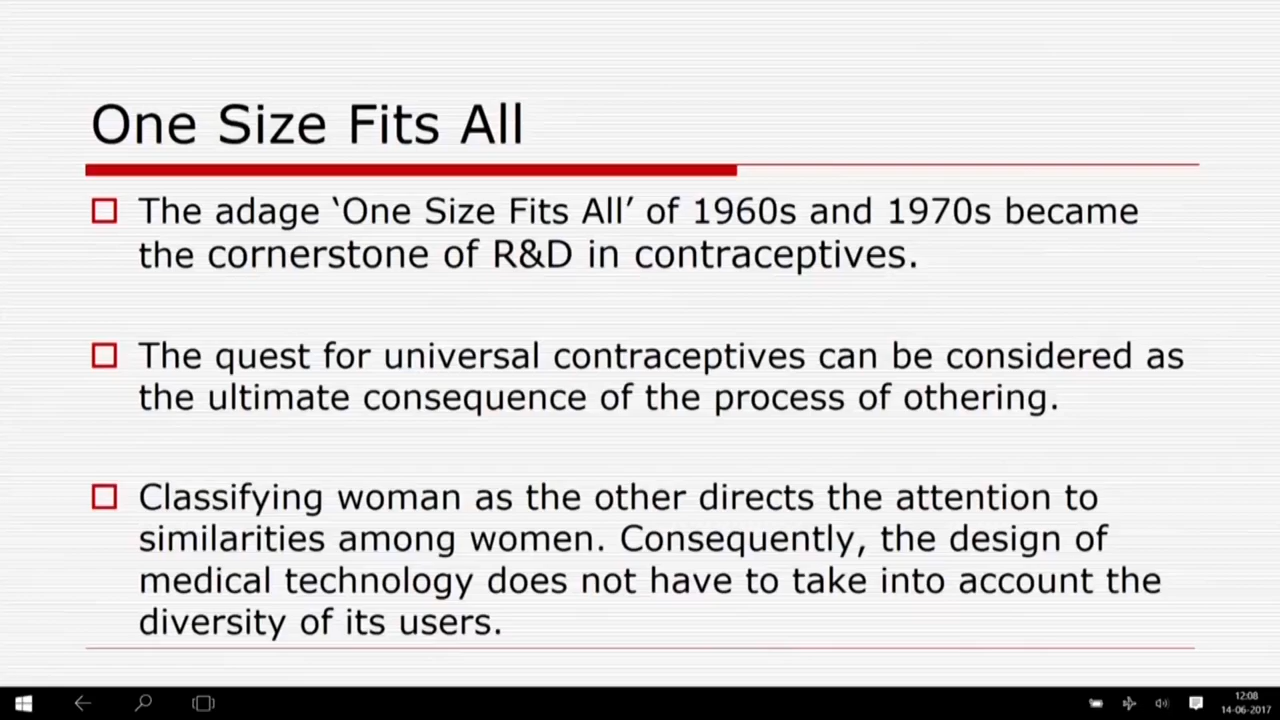 One Size Fits All
The adage ‘One Size Fits All’ of 1960s and 1970s became
the cornerstone of R&D in contraceptives.
The quest for universal contraceptives can be considered as
the ultimate consequence of the process of othering.
Classifying woman as the other directs the attention to
similarities among women. Consequently, the design of
medical technology does not have to take into account the
diversity of its users.
12:08
14-06-2017